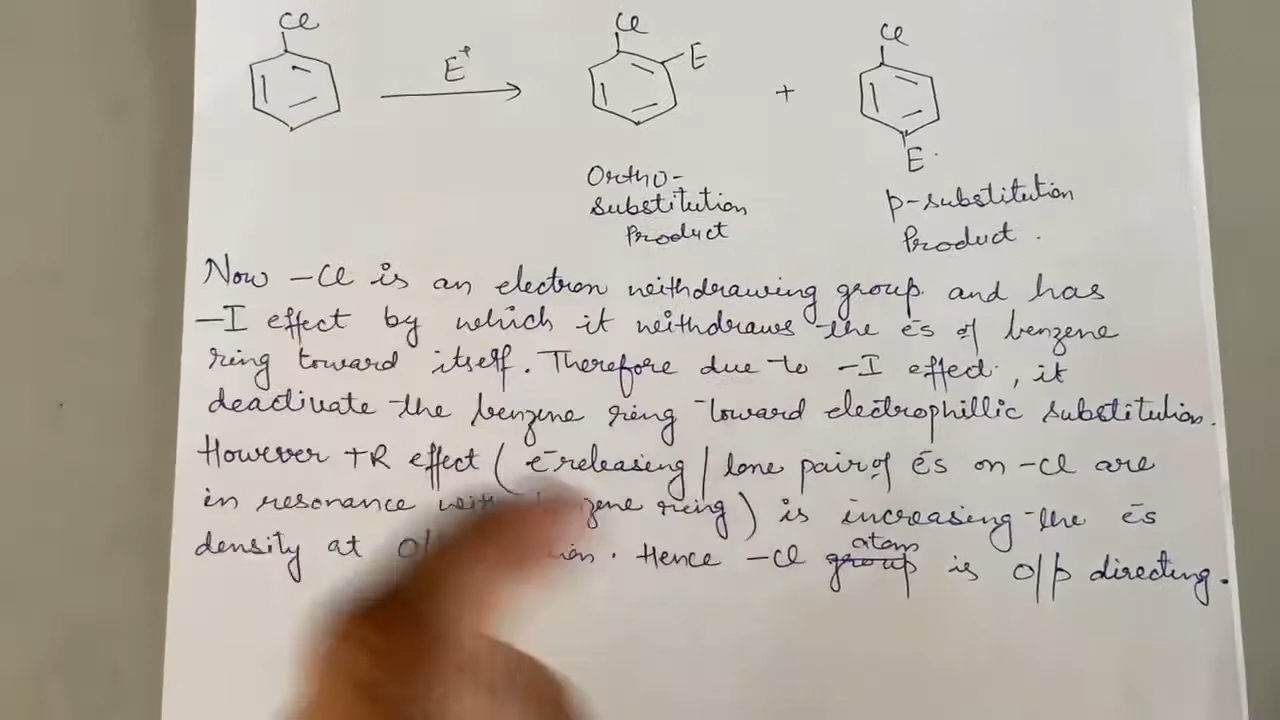 Cl Cl Cl
E⁺ E +
E
Ortho-
Substitution
Product
p-substitution
Product.
Now -Cl is an electron withdrawing group and has
-I effect by which it withdraws the e̅s of benzene
ring toward itself. Therefore due to -I effect, it
deactivate the benzene ring toward electrophillic substitution.
However +R effect (e̅ releasing / lone pair of e̅s on -Cl are
in resonance ring) is increasing the e̅s
density at Hence -Cl atom is o/p directing.